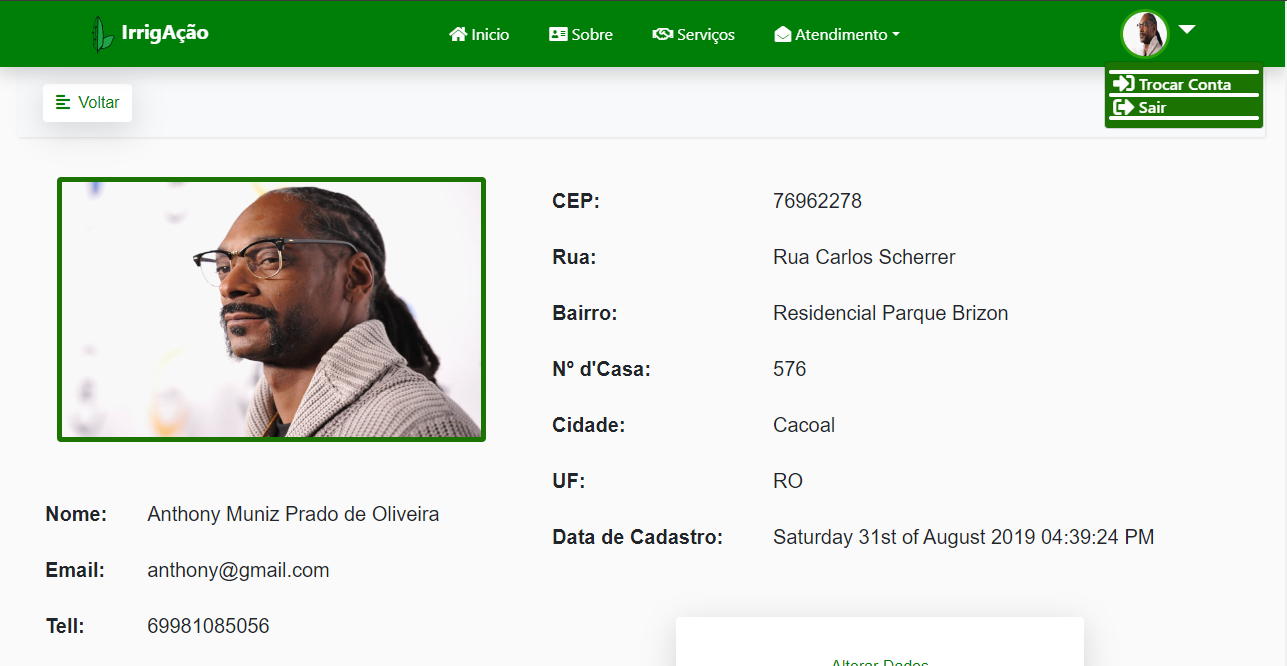 IrrigAção
Inicio
Sobre
Serviços
Atendimento
Trocar Conta
Sair
Voltar
CEP: 76962278
Rua: Rua Carlos Scherrer
Bairro: Residencial Parque Brizon
Nº d'Casa: 576
Cidade: Cacoal
UF: RO
Data de Cadastro: Saturday 31st of August 2019 04:39:24 PM
Nome: Anthony Muniz Prado de Oliveira
Email: anthony@gmail.com
Tell: 69981085056
Alterar Dados